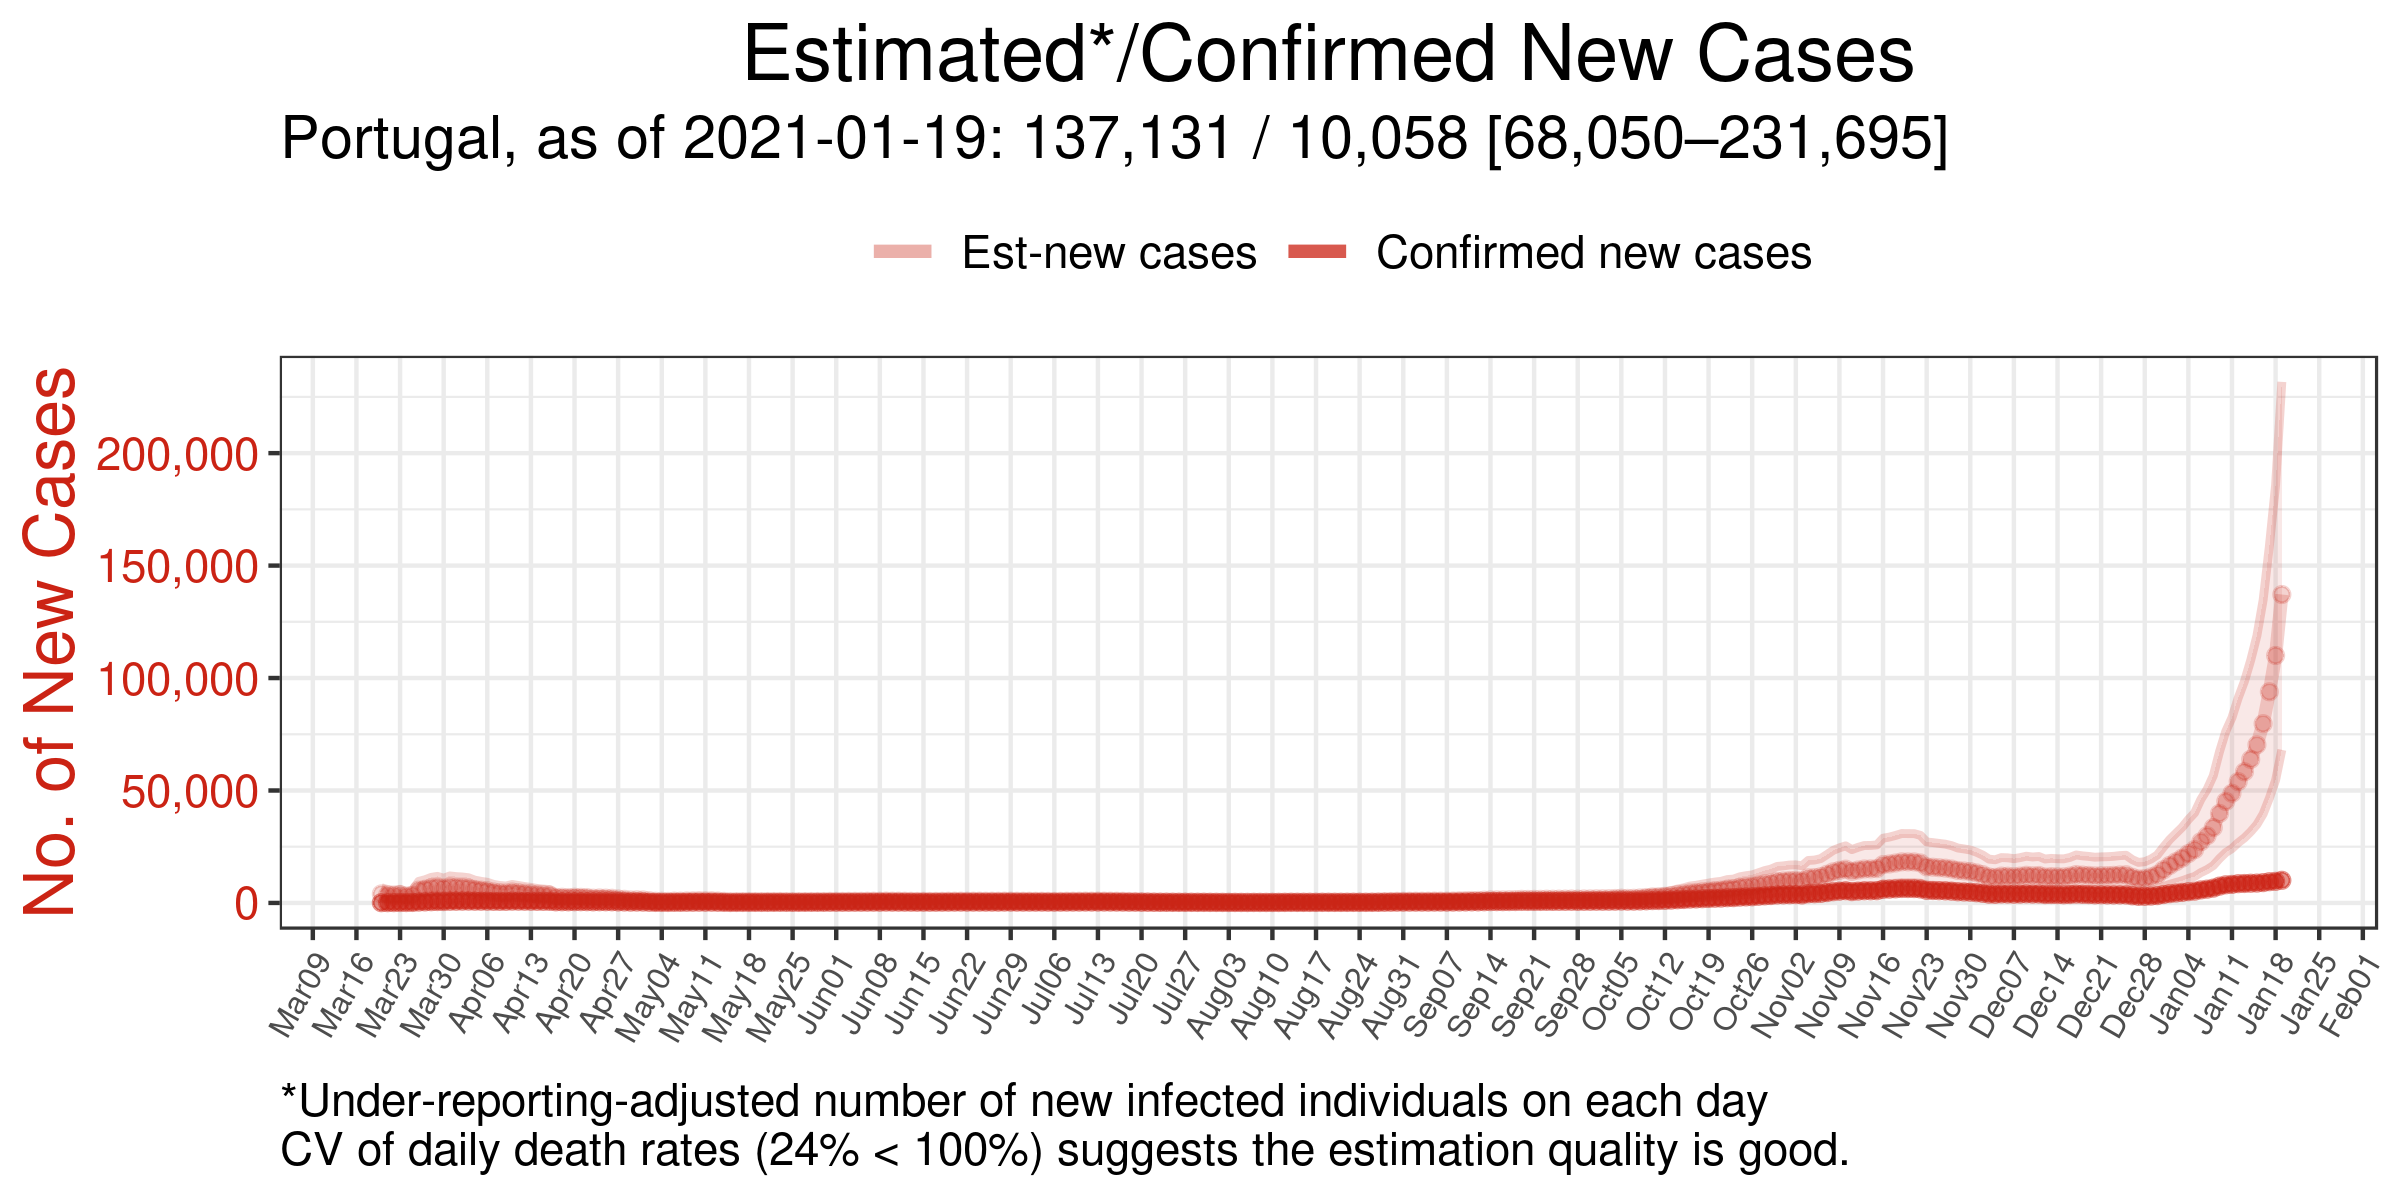 Estimated*/Confirmed New Cases
Portugal, as of 2021-01-19: 137,131 / 10,058 [68,050–231,695]
Est-new cases Confirmed new cases
No. of New Cases
200,000
150,000
100,000
50,000
0
Mar09 Mar16 Mar23 Mar30 Apr06 Apr13 Apr20 Apr27 May04 May11 May18 May25 Jun01 Jun08 Jun15 Jun22 Jun29 Jul06 Jul13 Jul20 Jul27 Aug03 Aug10 Aug17 Aug24 Aug31 Sep07 Sep14 Sep21 Sep28 Oct05 Oct12 Oct19 Oct26 Nov02 Nov09 Nov16 Nov23 Nov30 Dec07 Dec14 Dec21 Dec28 Jan04 Jan11 Jan18 Jan25 Feb01
*Under-reporting-adjusted number of new infected individuals on each day
CV of daily death rates (24% < 100%) suggests the estimation quality is good.